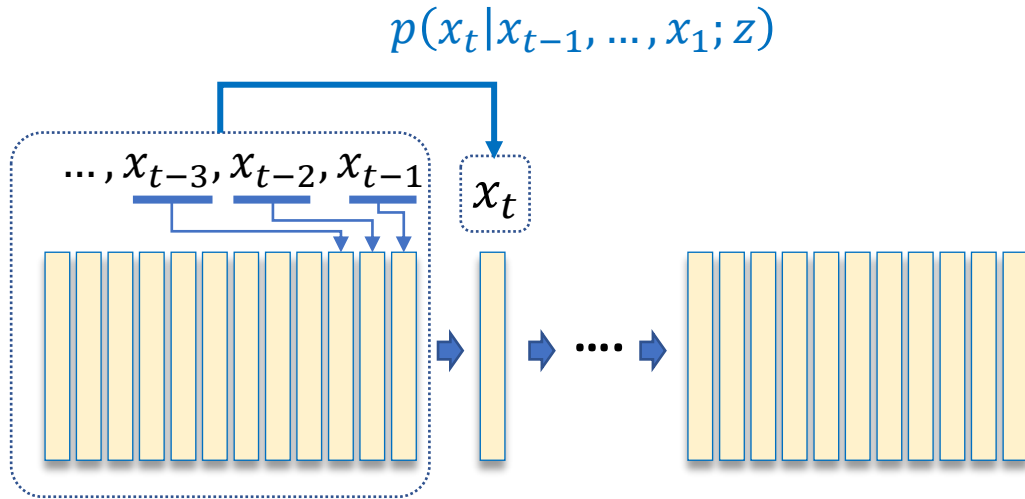 p(x_t|x_{t−1}, …, x_1; z)
…, x_{t−3}, x_{t−2}, x_{t−1}
x_t
....